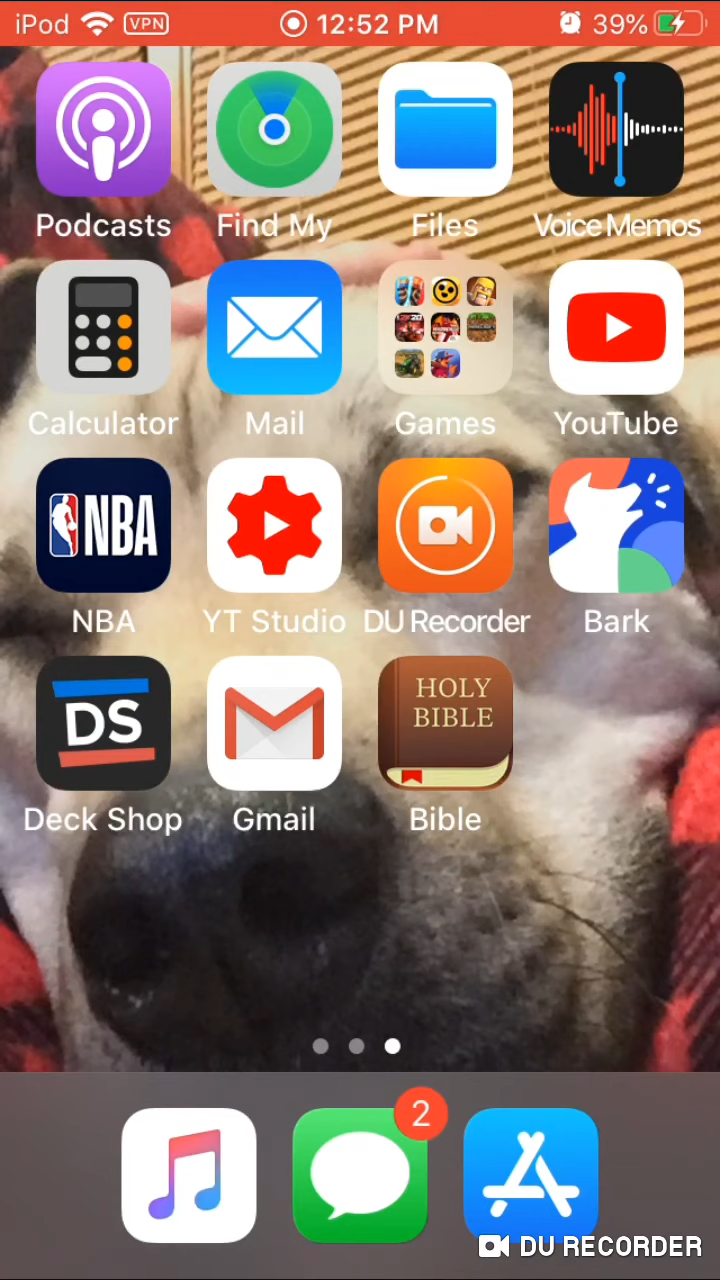 iPod VPN 12:52 PM 39%
Podcasts Find My Files Voice Memos
Calculator Mail Games YouTube
NBA
NBA YT Studio DU Recorder Bark
DS HOLY
BIBLE
Deck Shop Gmail Bible
2
DU RECORDER